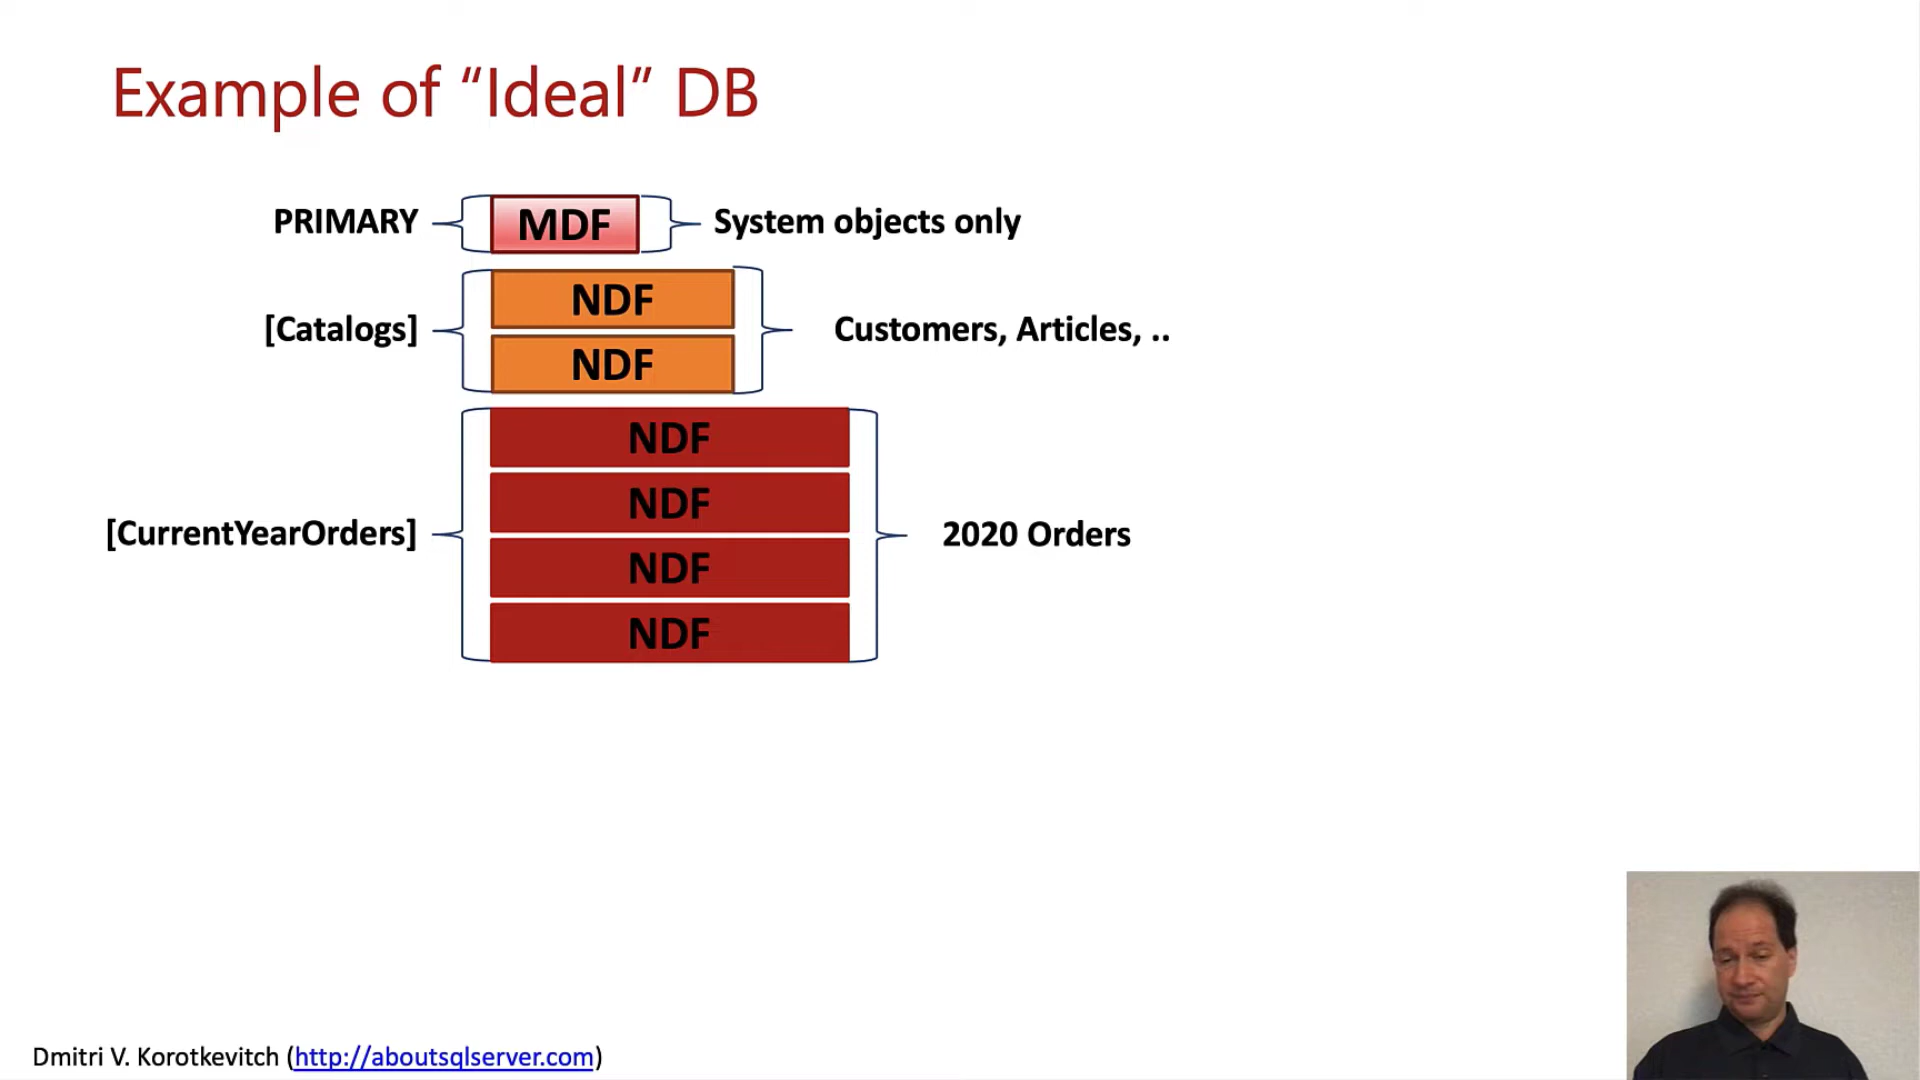 Example of “Ideal” DB
PRIMARY
MDF
System objects only
[Catalogs]
NDF
NDF
Customers, Articles, ..
[CurrentYearOrders]
NDF
NDF
NDF
NDF
2020 Orders
Dmitri V. Korotkevitch (http://aboutsqlserver.com)